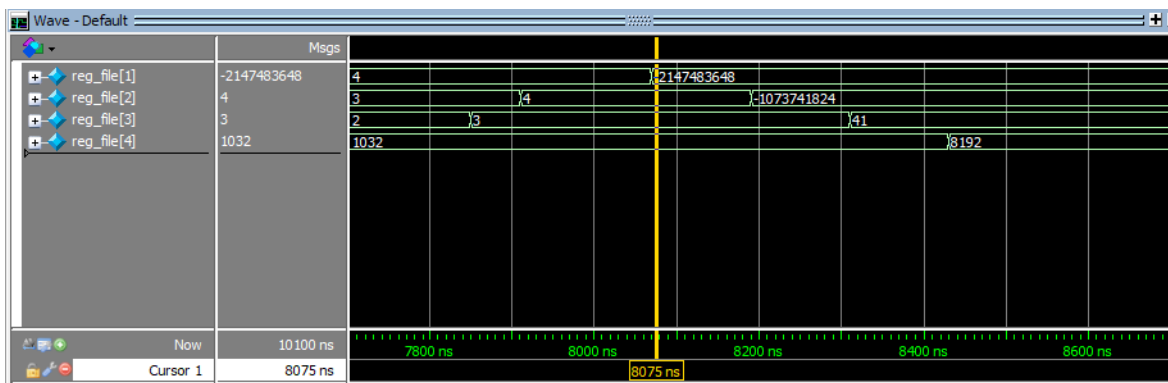 Wave - Default
Msgs
reg_file[1] -2147483648 4 -2147483648
reg_file[2] 4 3 4 -1073741824
reg_file[3] 3 2 3 41
reg_file[4] 1032 1032 8192
Now 10100 ns 7800 ns 8000 ns 8200 ns 8400 ns 8600 ns
Cursor 1 8075 ns 8075 ns